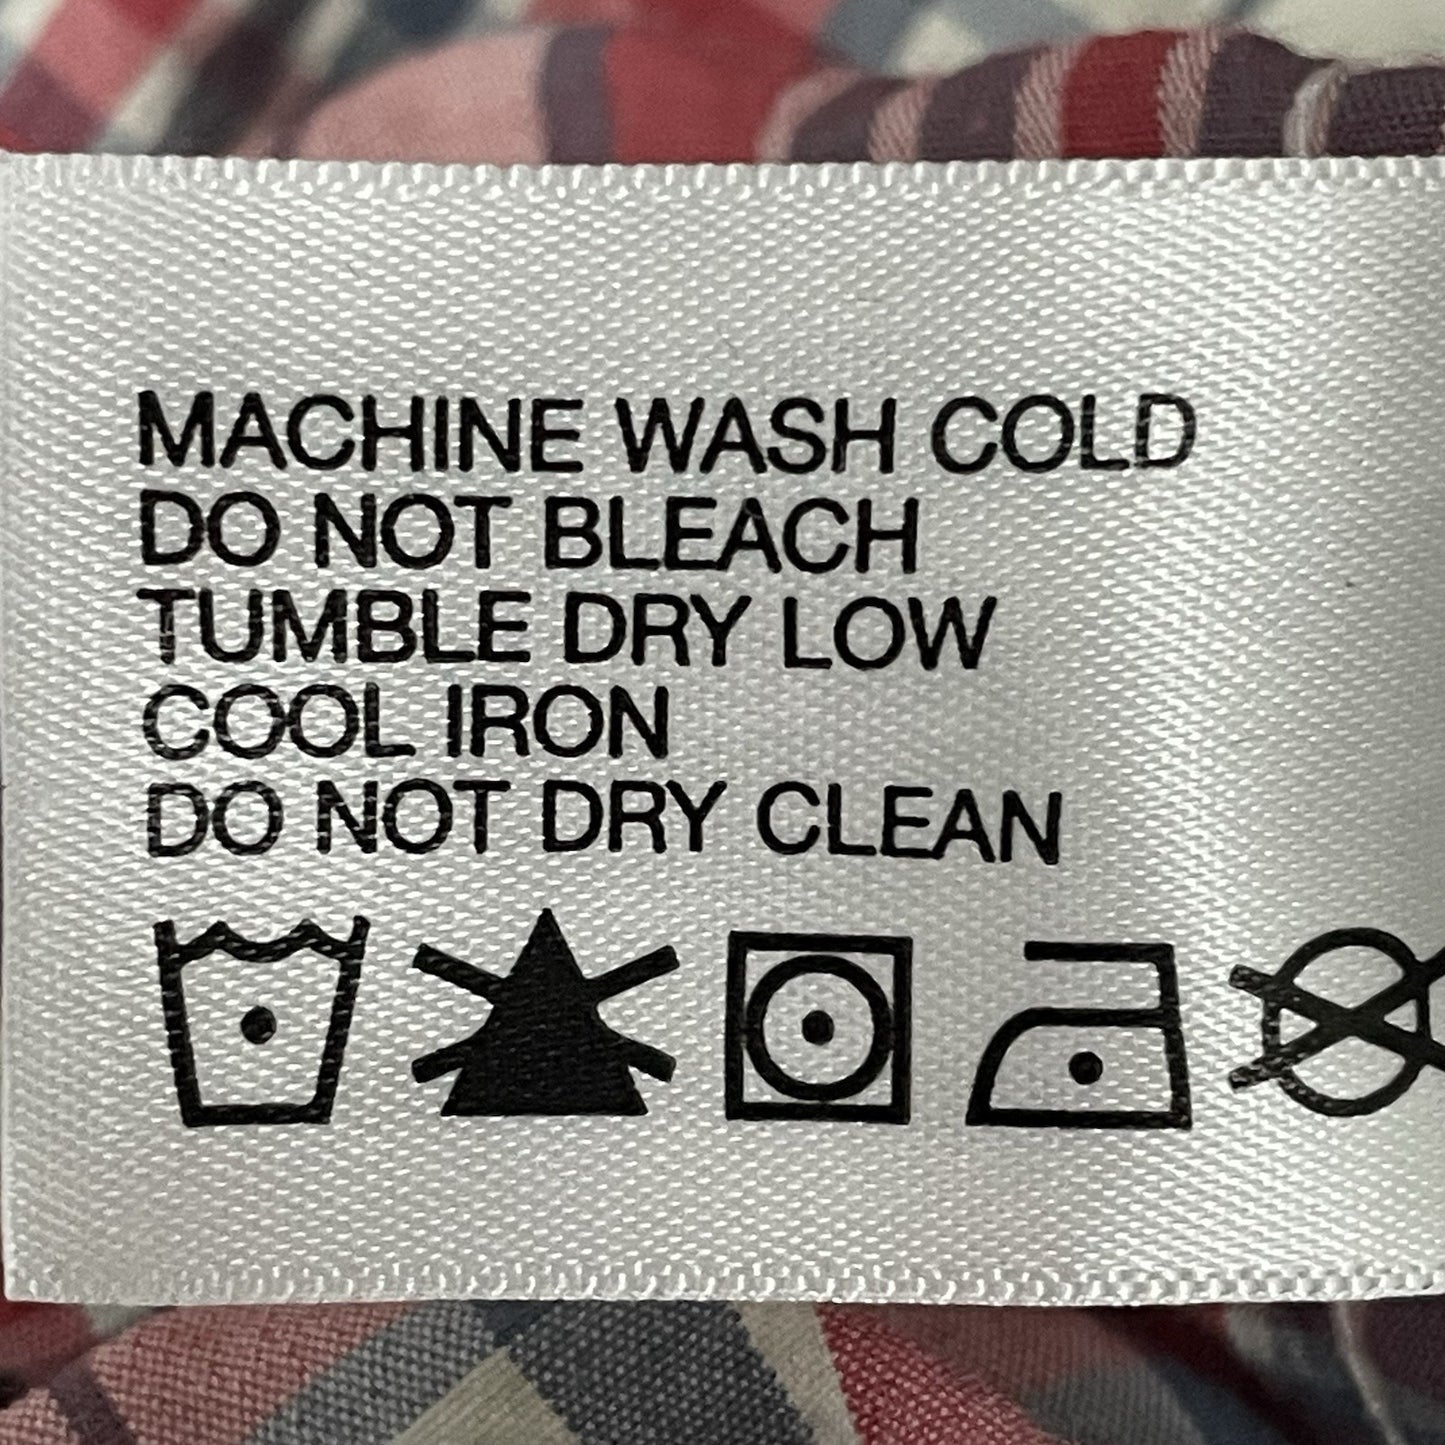 MACHINE WASH COLD
DO NOT BLEACH
TUMBLE DRY LOW
COOL IRON
DO NOT DRY CLEAN